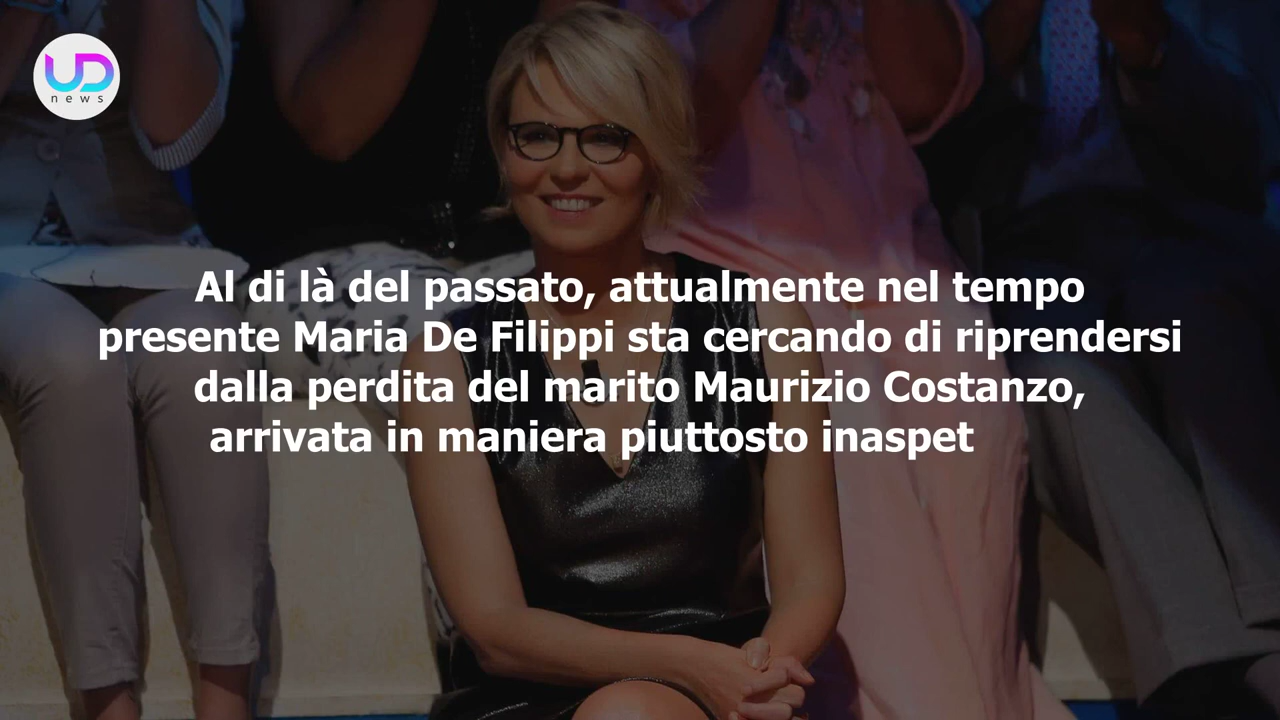 UD
news
Al di là del passato, attualmente nel tempo
presente Maria De Filippi sta cercando di riprendersi
dalla perdita del marito Maurizio Costanzo,
arrivata in maniera piuttosto inaspet